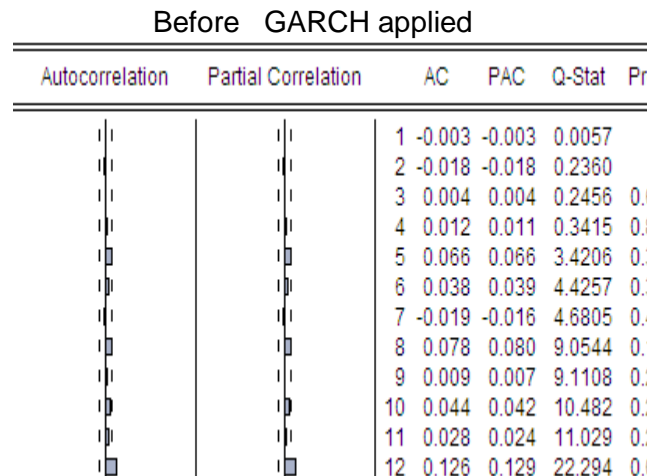 Before GARCH applied
Autocorrelation Partial Correlation AC PAC Q-Stat
1 -0.003 -0.003 0.0057
2 -0.018 -0.018 0.2360
3 0.004 0.004 0.2456
4 0.012 0.011 0.3415
5 0.066 0.066 3.4206
6 0.038 0.039 4.4257
7 -0.019 -0.016 4.6805
8 0.078 0.080 9.0544
9 0.009 0.007 9.1108
10 0.044 0.042 10.482
11 0.028 0.024 11.029
12 0.126 0.129 22.294